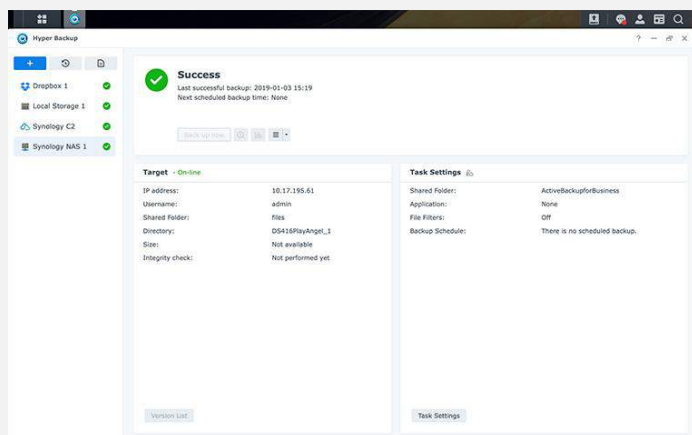 Hyper Backup
Dropbox 1
Local Storage 1
Synology C2
Synology NAS 1
Success
Last successful backup: 2019-01-03 15:19
Next scheduled backup time: None
Back up now
Target - On-line
IP address: 10.17.195.61
Username: admin
Shared Folder: files
Directory: DS416PlayAngel_1
Size: Not available
Integrity check: Not performed yet
Version List
Task Settings
Shared Folder: ActiveBackupforBusiness
Application: None
File Filters: Off
Backup Schedule: There is no scheduled backup.
Task Settings